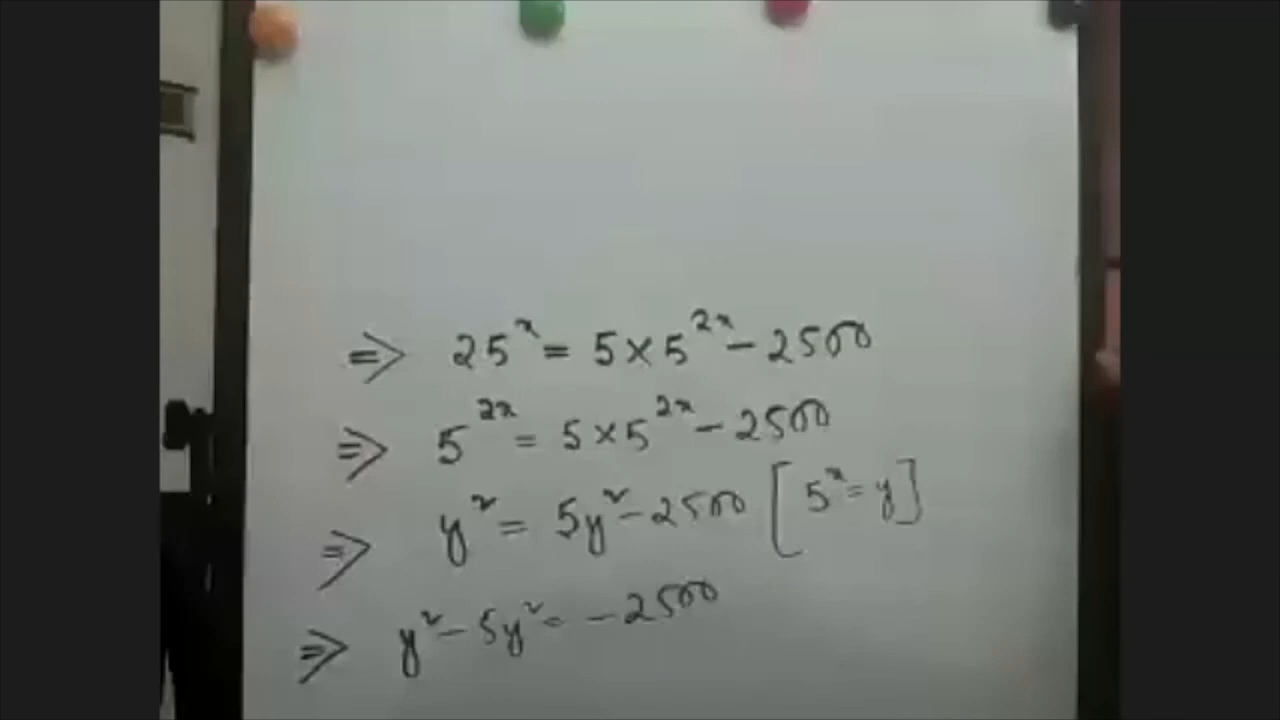 ⇒ 25ˣ = 5 × 5²ˣ − 2500
⇒ 5²ˣ = 5 × 5²ˣ − 2500
⇒ y² = 5y² − 2500 [5ˣ = y]
⇒ y² − 5y² = −2500